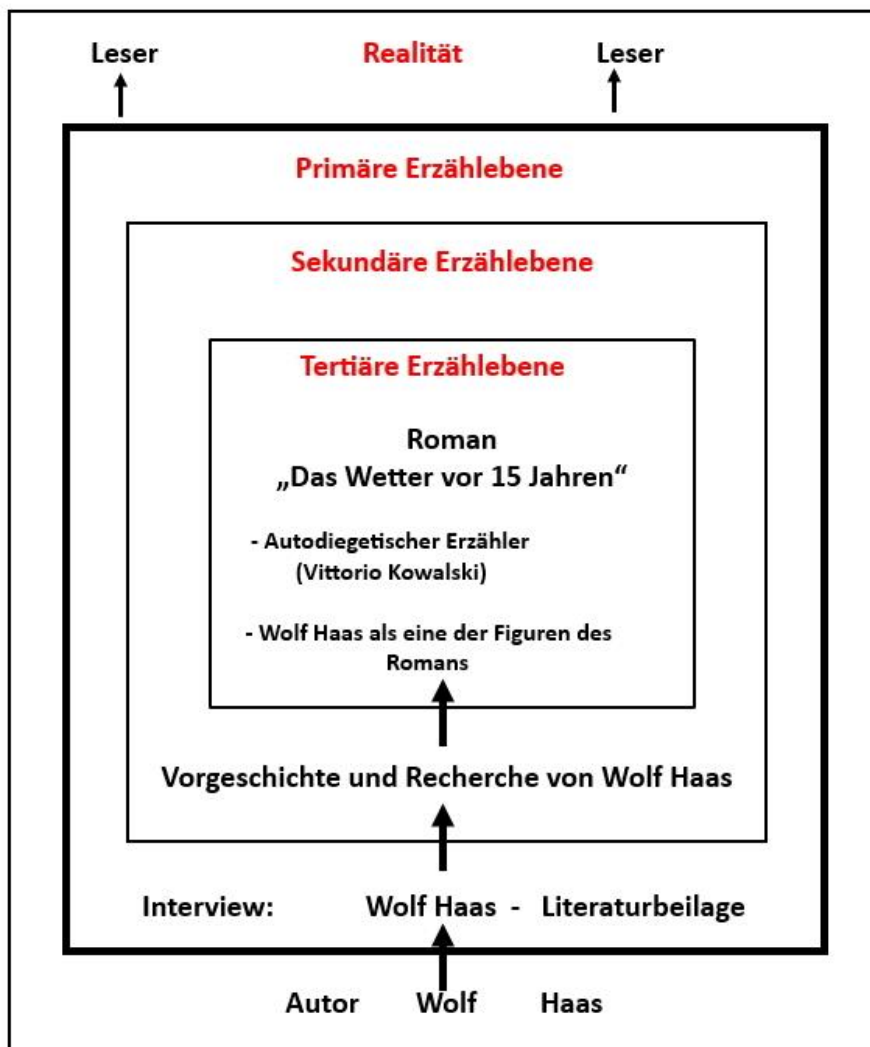 Leser Realität Leser
Primäre Erzählebene
Sekundäre Erzählebene
Tertiäre Erzählebene
Roman
„Das Wetter vor 15 Jahren“
- Autodiegetischer Erzähler
(Vittorio Kowalski)
- Wolf Haas als eine der Figuren des
Romans
Vorgeschichte und Recherche von Wolf Haas
Interview: Wolf Haas - Literaturbeilage
Autor Wolf Haas